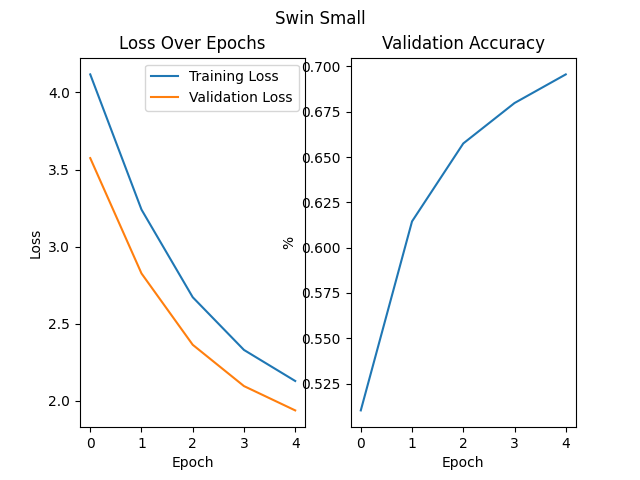 Swin Small
Loss Over Epochs
Training Loss
Validation Loss
4.0
3.5
3.0
2.5
2.0
Loss
0 1 2 3 4
Epoch
Validation Accuracy
0.700
0.675
0.650
0.625
0.600
0.575
0.550
0.525
%
0 1 2 3 4
Epoch